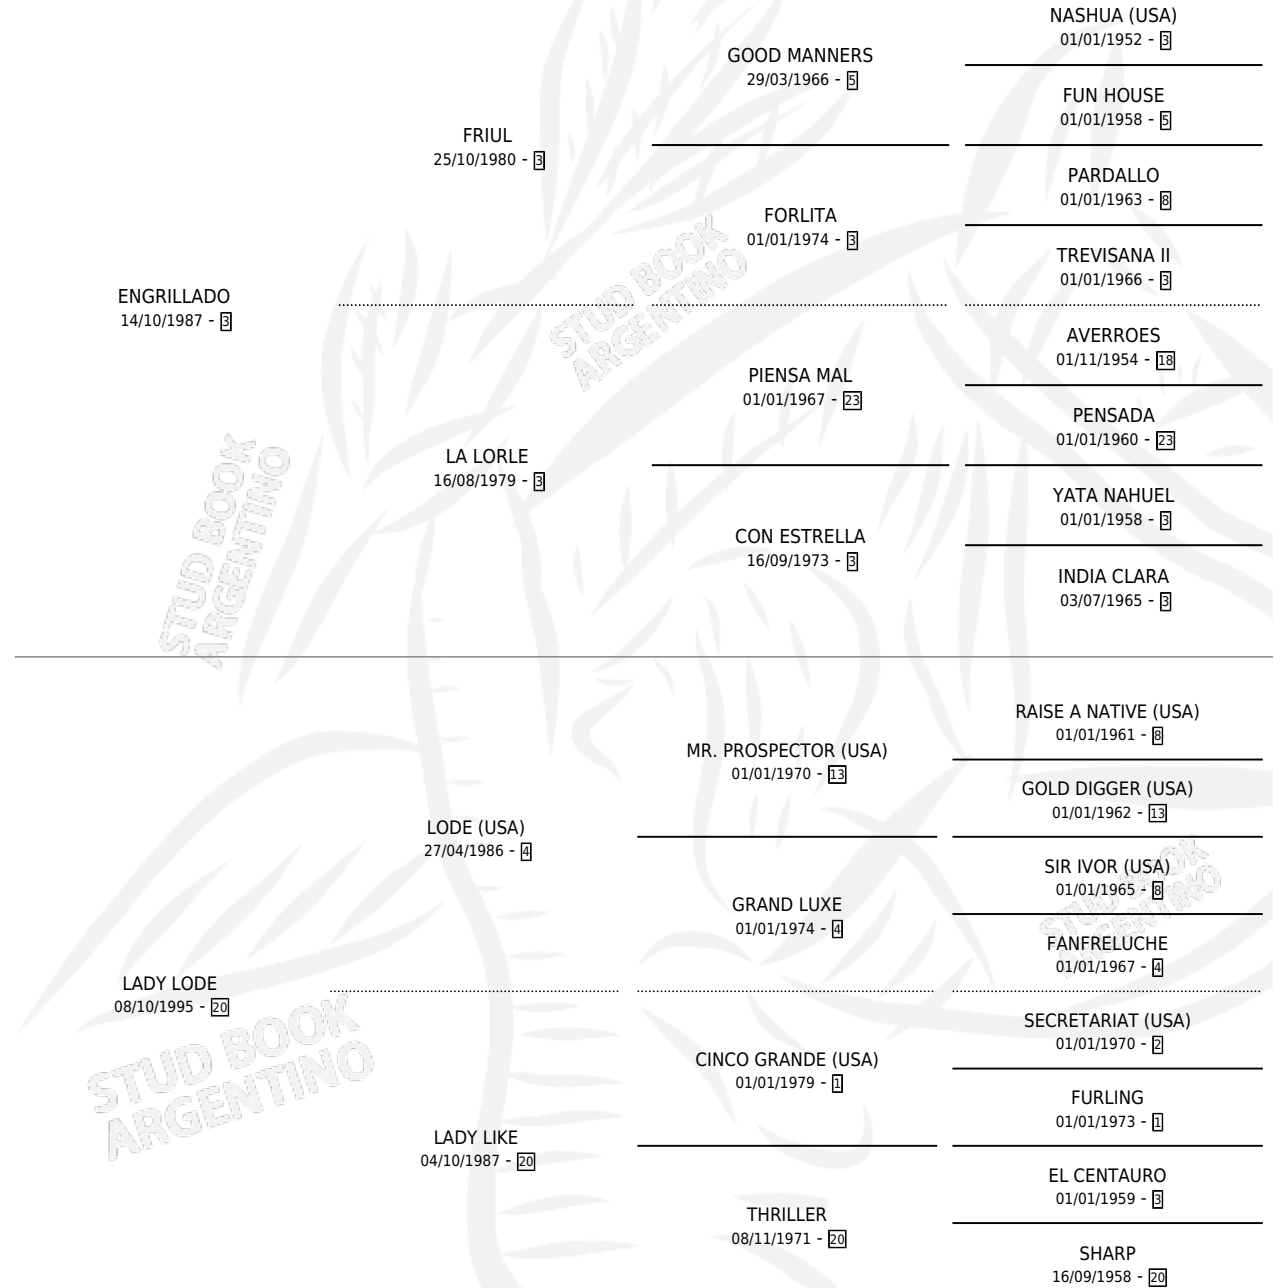 NASHUA (USA)
01/01/1952 - 3
GOOD MANNERS
29/03/1966 - 5
FUN HOUSE
01/01/1958 - 5
FRIUL
25/10/1980 - 3
PARDALLO
01/01/1963 - 8
FORLITA
01/01/1974 - 3
TREVISANA II
01/01/1966 - 3
ENGRILLADO
14/10/1987 - 3
STUD BOOK
ARGENTINO
AVERROES
01/11/1954 - 18
PIENSA MAL
01/01/1967 - 23
PENSADA
01/01/1960 - 23
LA LORLE
16/08/1979 - 3
YATA NAHUEL
01/01/1958 - 3
CON ESTRELLA
16/09/1973 - 3
INDIA CLARA
03/07/1965 - 3
STUD BOOK
ARGENTINO
RAISE A NATIVE (USA)
01/01/1961 - 8
MR. PROSPECTOR (USA)
01/01/1970 - 13
GOLD DIGGER (USA)
01/01/1962 - 13
LODE (USA)
27/04/1986 - 4
SIR IVOR (USA)
01/01/1965 - 8
GRAND LUXE
01/01/1974 - 4
STUD BOOK
ARGENTINO
FANFRELUCHE
01/01/1967 - 4
LADY LODE
08/10/1995 - 20
SECRETARIAT (USA)
01/01/1970 - 2
CINCO GRANDE (USA)
01/01/1979 - 1
STUD BOOK
ARGENTINO
FURLING
01/01/1973 - 1
LADY LIKE
04/10/1987 - 20
EL CENTAURO
01/01/1959 - 3
THRILLER
08/11/1971 - 20
SHARP
16/09/1958 - 20